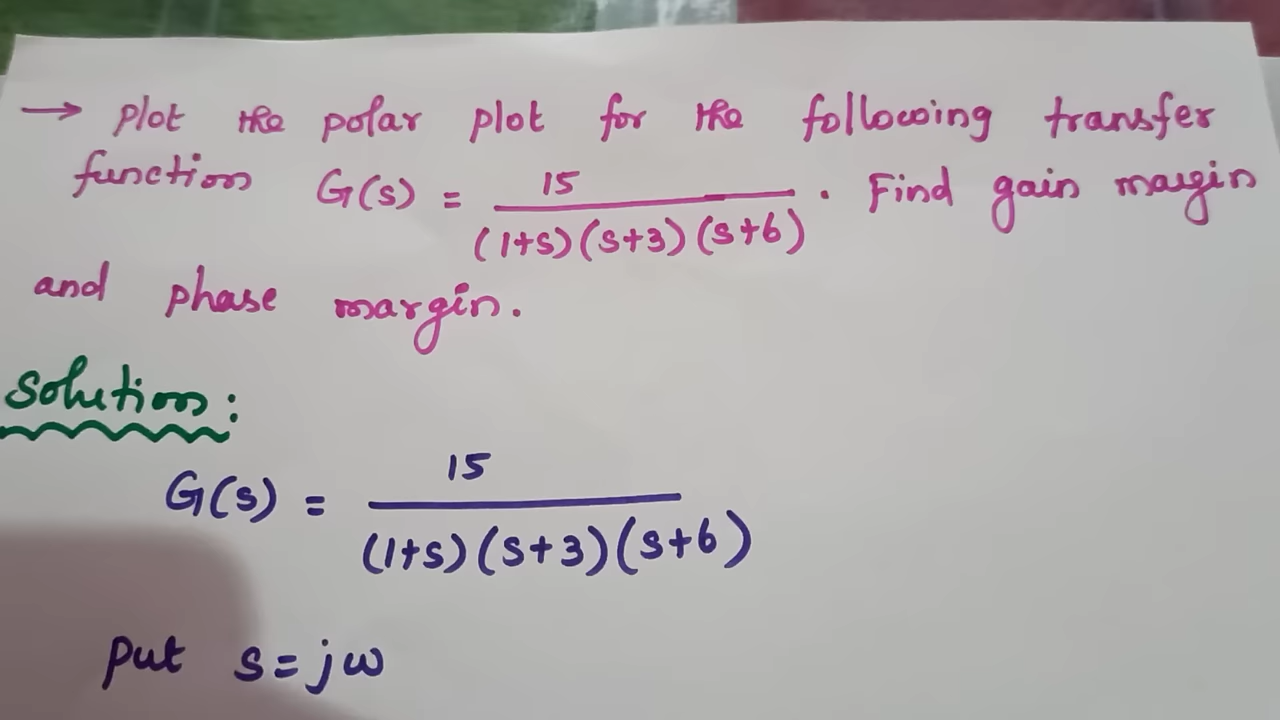 → Plot the polar plot for the following transfer
function G(s) = 15 / (1+s)(s+3)(s+6) . Find gain margin
and phase margin.
Solution:
G(s) = 15 / (1+s)(s+3)(s+6)
Put s=jω